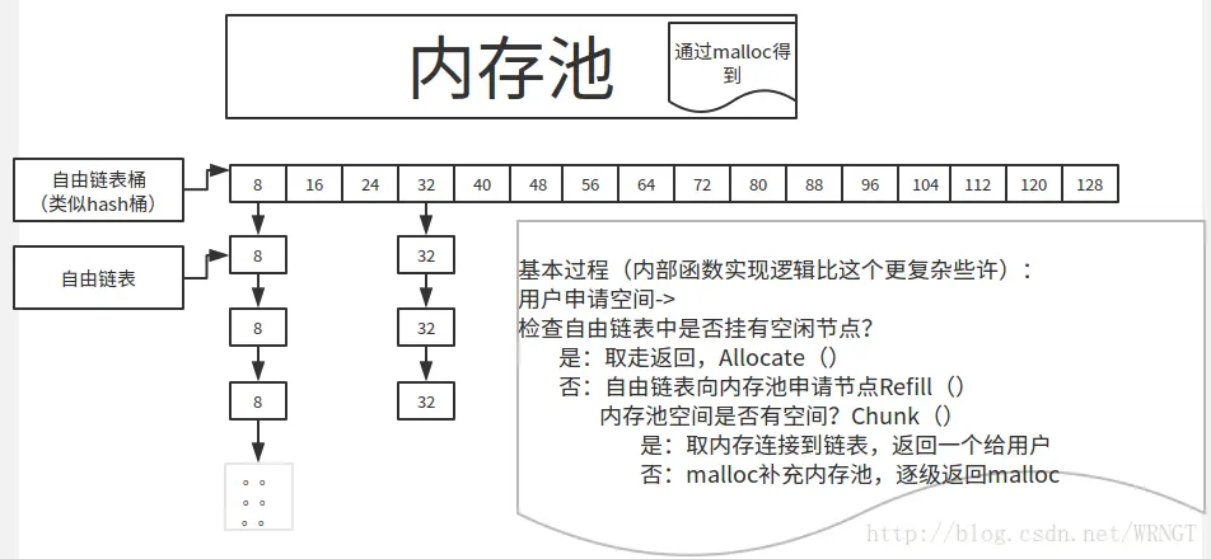 内存池
通过malloc得
到
自由链表桶
（类似hash桶）
8 16 24 32 40 48 56 64 72 80 88 96 104 112 120 128
自由链表
8 32
8 32
8 32
基本过程（内部函数实现逻辑比这个更复杂些许）：
用户申请空间->
检查自由链表中是否挂有空闲节点？
是：取走返回，Allocate（）
否：自由链表向内存池申请节点Refill（）
内存池空间是否有空间？Chunk（）
是：取内存连接到链表，返回一个给用户
否：malloc补充内存池，逐级返回malloc
http://blog.csdn.net/WRNGT